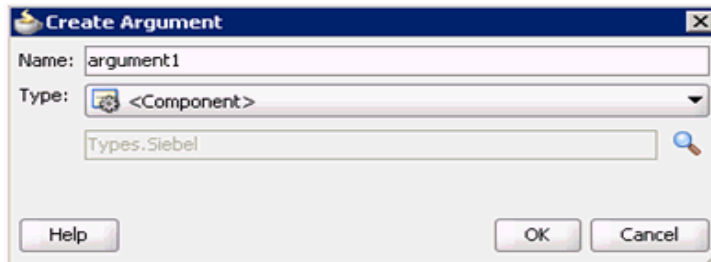 Create Argument
Name: argument1
Type: <Component>
Types.Siebel
Help OK Cancel